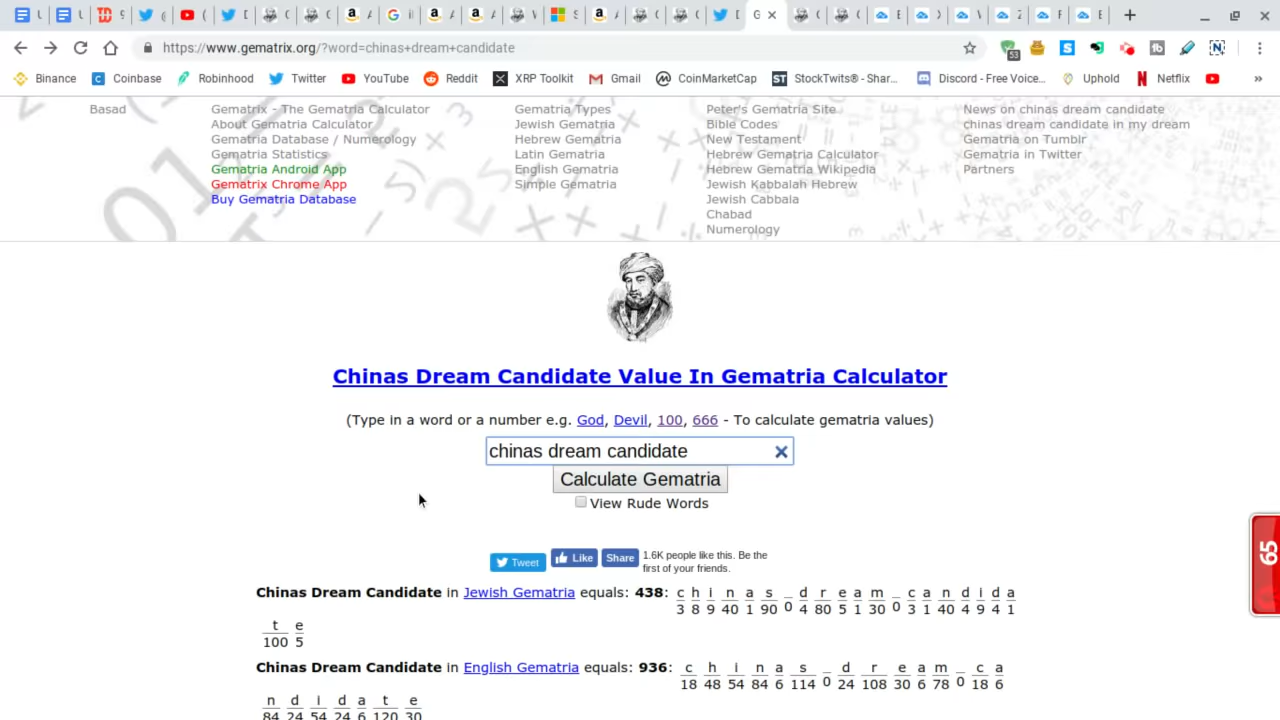 https://www.gematrix.org/?word=chinas+dream+candidate
53
Binance Coinbase Robinhood Twitter YouTube Reddit XRP Toolkit Gmail CoinMarketCap StockTwits® - Shar... Discord - Free Voice... Uphold Netflix »
Basad
Gematrix - The Gematria Calculator
About Gematria Calculator
Gematria Database / Numerology
Gematria Statistics
Gematria Android App
Gematrix Chrome App
Buy Gematria Database
Gematria Types
Jewish Gematria
Hebrew Gematria
Latin Gematria
English Gematria
Simple Gematria
Peter's Gematria Site
Bible Codes
New Testament
Hebrew Gematria Calculator
Hebrew Gematria Wikipedia
Jewish Kabbalah Hebrew
Jewish Cabbala
Chabad
Numerology
News on chinas dream candidate
chinas dream candidate in my dream
Gematria on Tumblr
Gematria in Twitter
Partners
Chinas Dream Candidate Value In Gematria Calculator
(Type in a word or a number e.g. God, Devil, 100, 666 - To calculate gematria values)
chinas dream candidate
Calculate Gematria
View Rude Words
Tweet Like Share 1.6K people like this. Be the
first of your friends.
65
Chinas Dream Candidate in Jewish Gematria equals: 438: c h i n a s _ d r e a m _ c a n d i d a
3 8 9 40 1 90 0 4 80 5 1 30 0 3 1 40 4 9 4 1
t e
100 5
Chinas Dream Candidate in English Gematria equals: 936: c h i n a s _ d r e a m _ c a
18 48 54 84 6 114 0 24 108 30 6 78 0 18 6
n d i d a t e
84 24 54 24 6 120 30